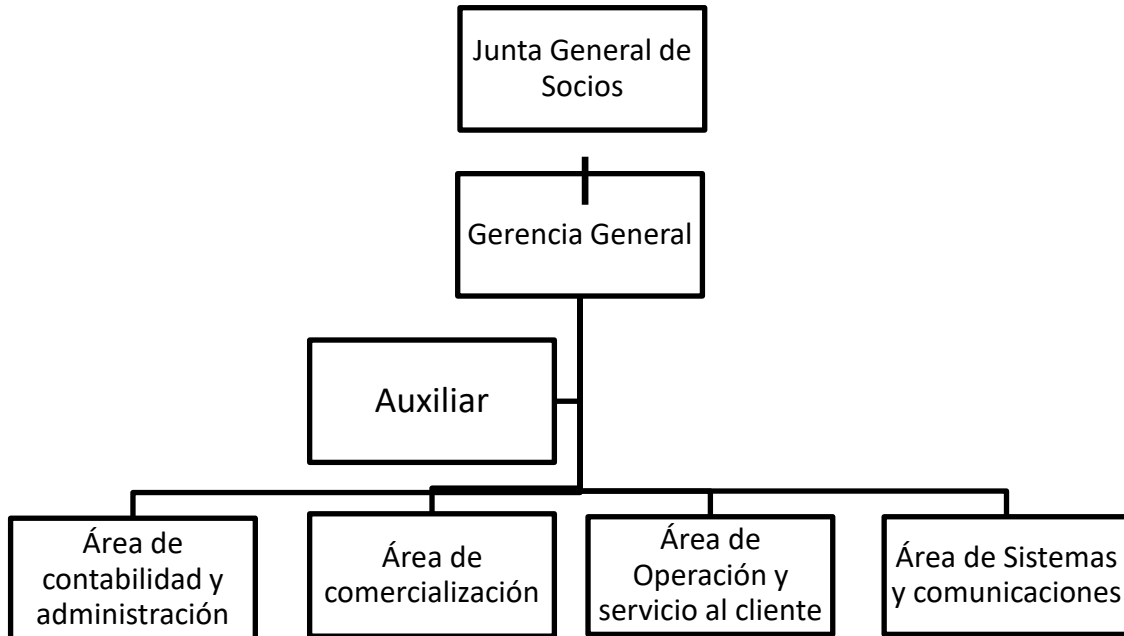 Junta General de
Socios
Gerencia General
Auxiliar
Área de
contabilidad y
administración
Área de
comercialización
Área de
Operación y
servicio al cliente
Área de Sistemas
y comunicaciones